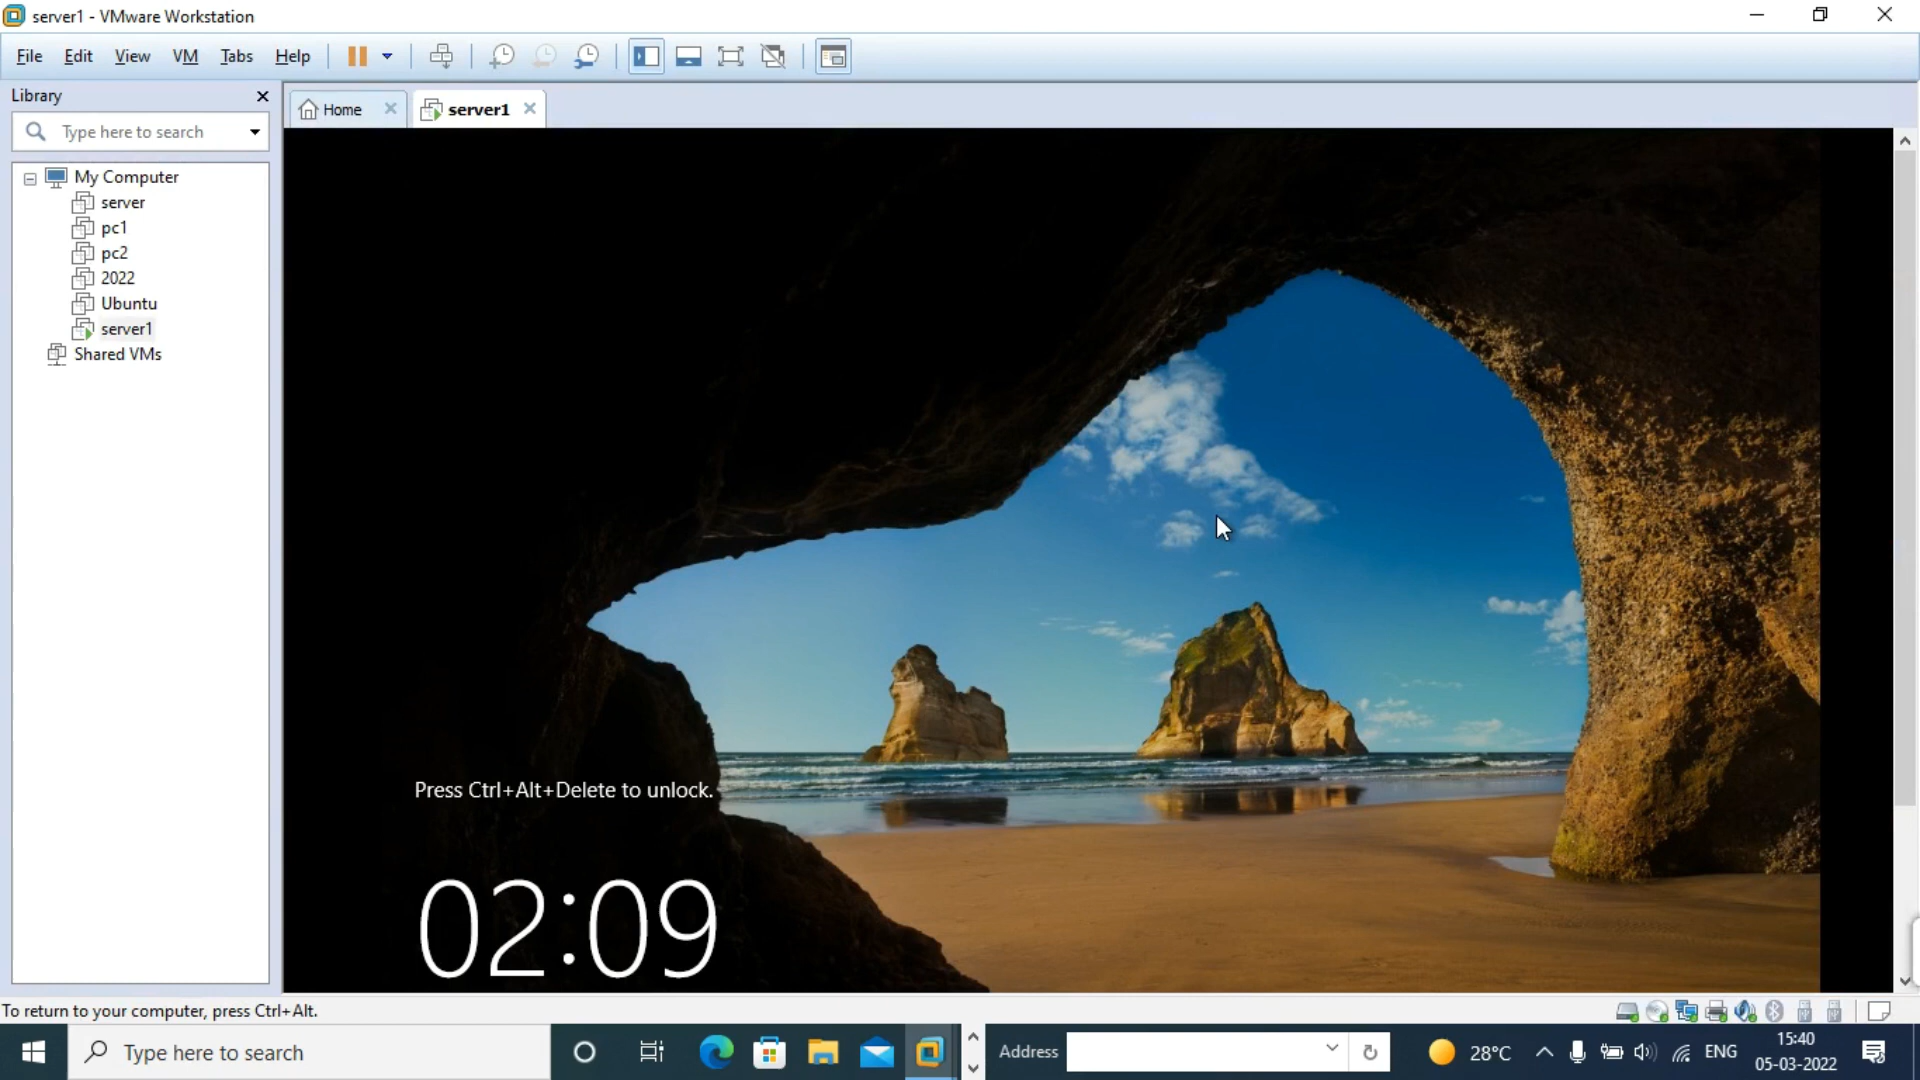 server1 - VMware Workstation
File Edit View VM Tabs Help
Library
Home server1
Type here to search
My Computer
server
pc1
pc2
2022
Ubuntu
server1
Shared VMs
Press Ctrl+Alt+Delete to unlock.
02:09
To return to your computer, press Ctrl+Alt.
Type here to search
Address
28°C
ENG
15:40
05-03-2022